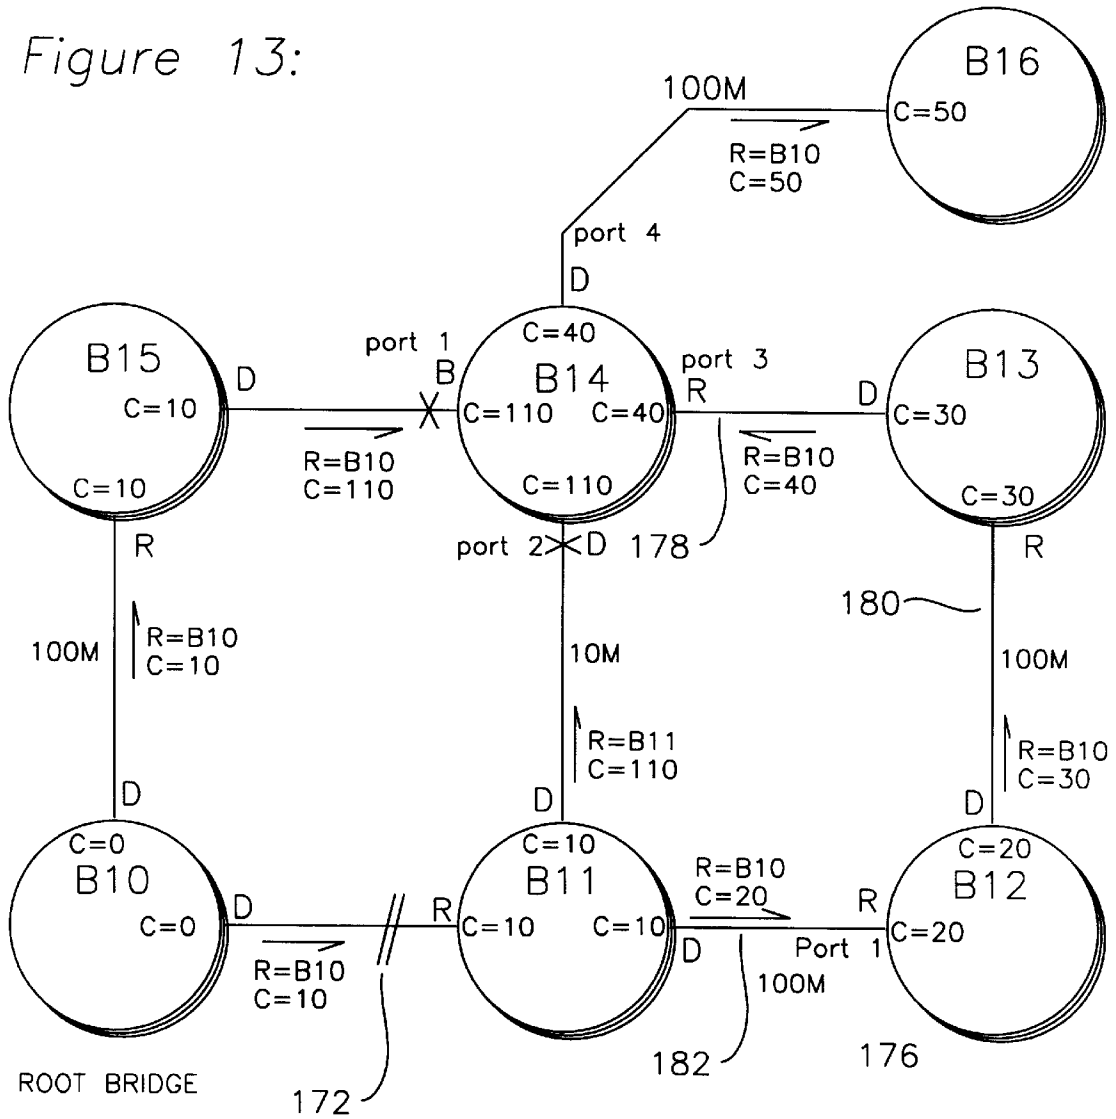 Figure 13:
B16
100M
C=50
R=B10
C=50
port 4
D
C=40
port 1
B
B15
D
C=10
B14
port 3
R
B13
D
C=110
C=40
C=30
R=B10
C=110
R=B10
C=40
C=10
C=110
C=30
R
port 2
D
178
R
180
100M
R=B10
C=10
10M
100M
R=B11
C=110
R=B10
C=30
D
D
D
C=0
B10
C=10
B11
C=20
B12
R=B10
C=20
D
C=0
R
C=10
C=10
D
R
C=20
Port 1
100M
R=B10
C=10
182
176
ROOT BRIDGE
172